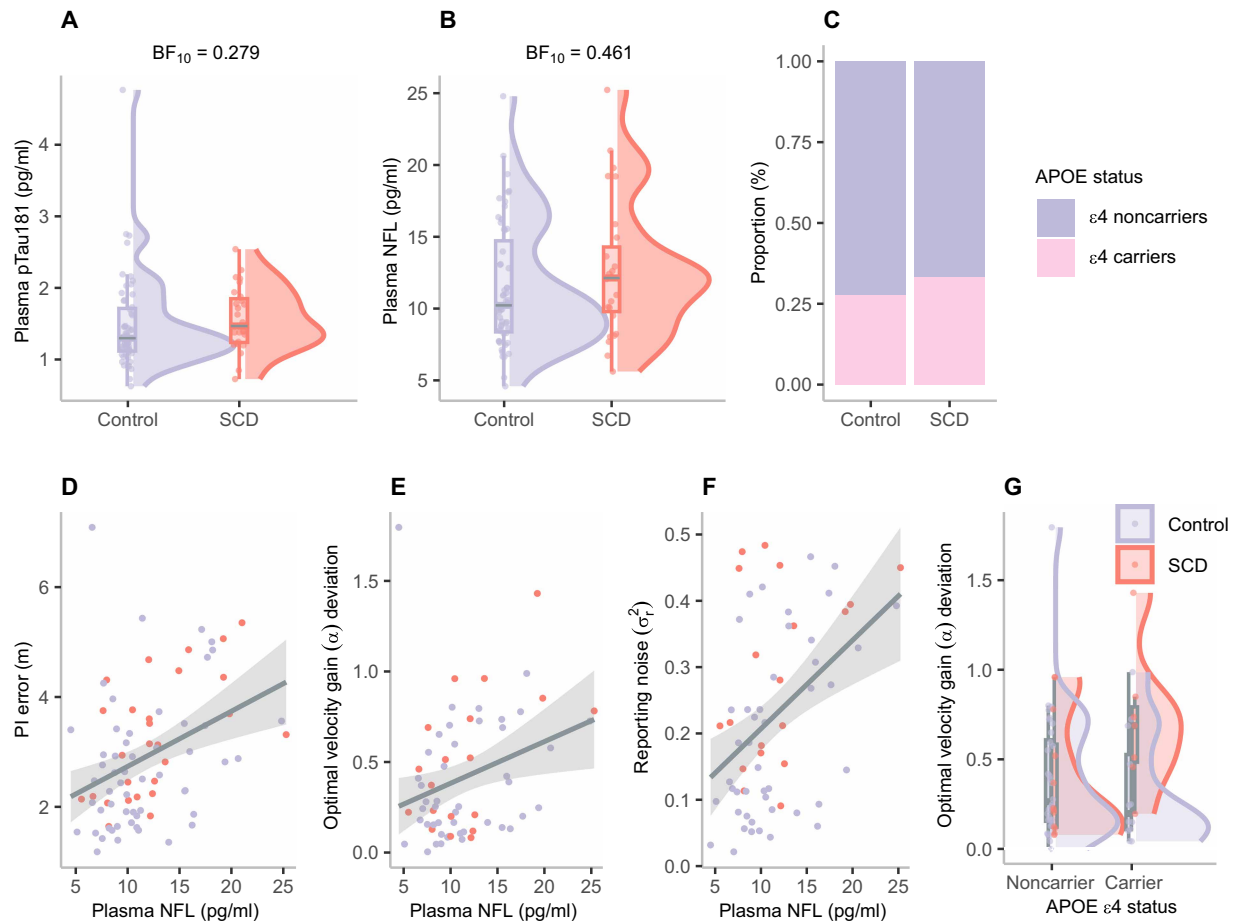 A
BF10 = 0.279
Plasma pTau181 (pg/ml)
4
3
2
1
Control SCD
B
BF10 = 0.461
Plasma NFL (pg/ml)
25
20
15
10
5
Control SCD
C
Proportion (%)
1.00
0.75
0.50
0.25
0.00
Control SCD
APOE status
ε4 noncarriers
ε4 carriers
D
PI error (m)
6
4
2
5 10 15 20 25
Plasma NFL (pg/ml)
E
Optimal velocity gain (α) deviation
1.5
1.0
0.5
0.0
5 10 15 20 25
Plasma NFL (pg/ml)
F
Reporting noise (σ²r)
0.5
0.4
0.3
0.2
0.1
0.0
5 10 15 20 25
Plasma NFL (pg/ml)
G
Control
SCD
Optimal velocity gain (α) deviation
1.5
1.0
0.5
0.0
Noncarrier Carrier
APOE ε4 status